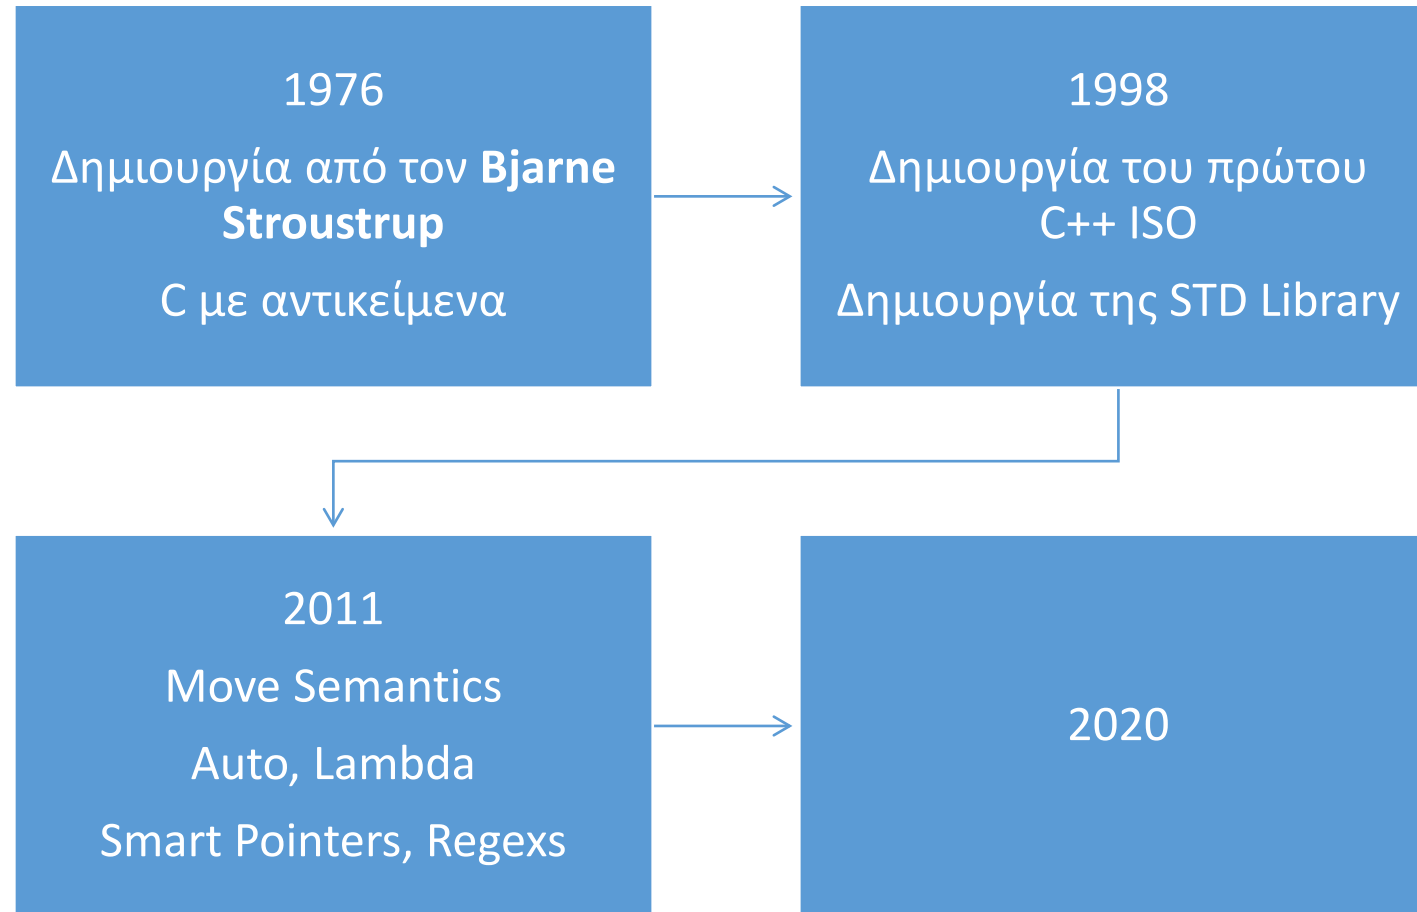 1976
Δημιουργία από τον Bjarne
Stroustrup
C με αντικείμενα
1998
Δημιουργία του πρώτου
C++ ISO
Δημιουργία της STD Library
2011
Move Semantics
Auto, Lambda
Smart Pointers, Regexs
2020